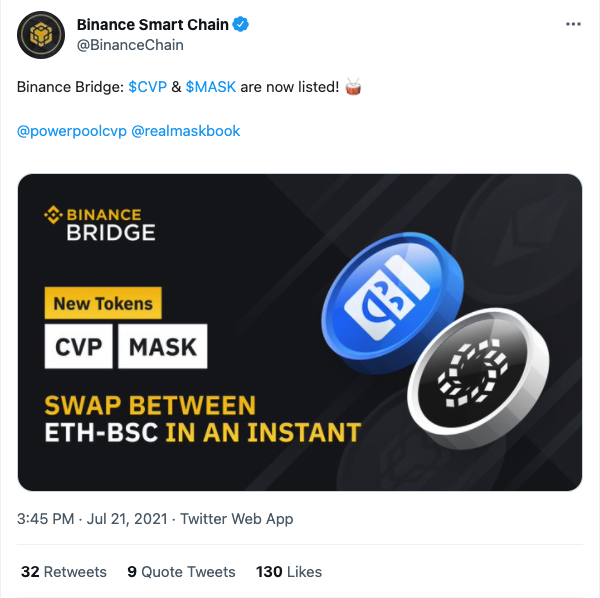 Binance Smart Chain
@BinanceChain
Binance Bridge: $CVP & $MASK are now listed! 🥁
@powerpoolcvp @realmaskbook
BINANCE
BRIDGE
New Tokens
CVP MASK
SWAP BETWEEN
ETH-BSC IN AN INSTANT
3:45 PM · Jul 21, 2021 · Twitter Web App
32 Retweets 9 Quote Tweets 130 Likes